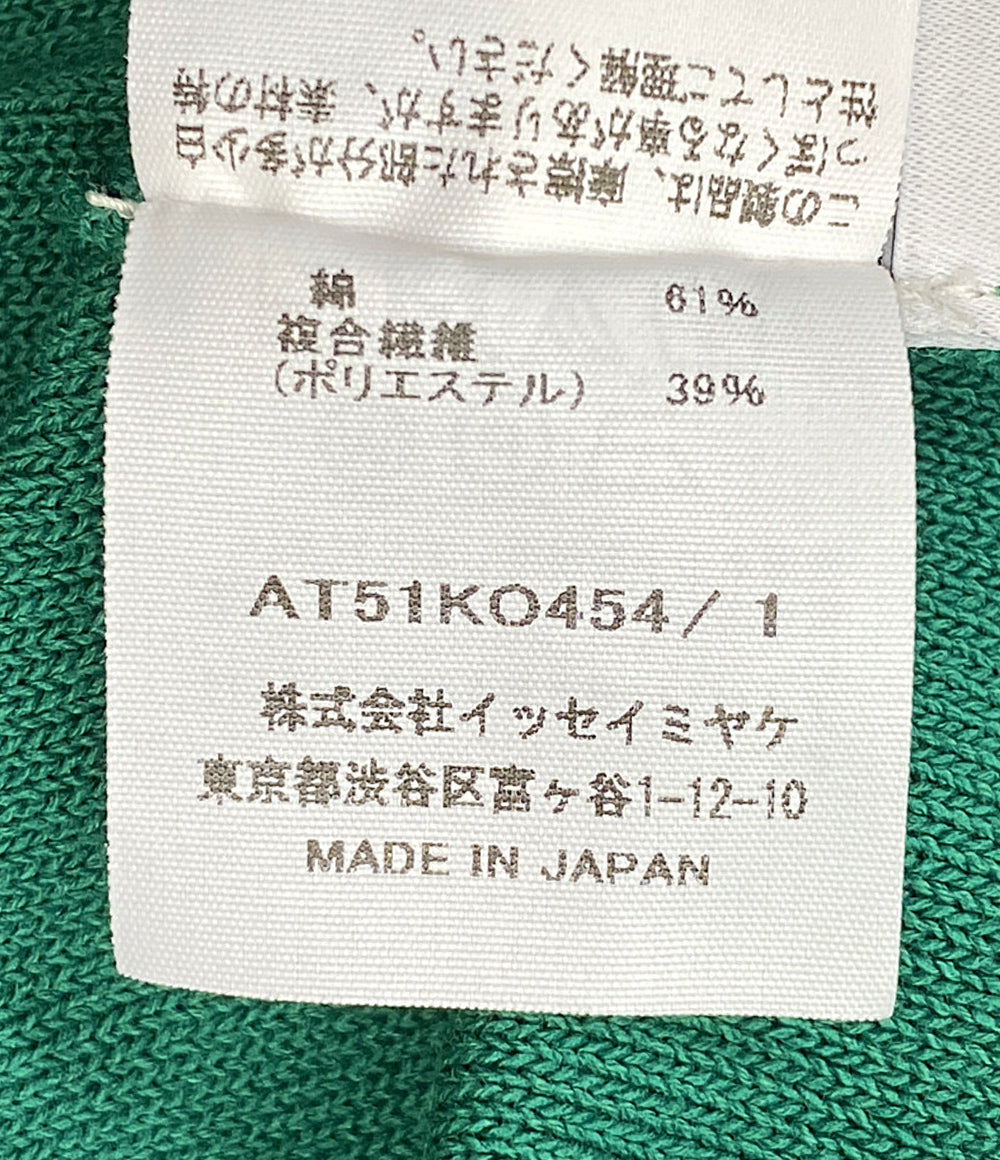 この製品は、摩擦された部分が多少白
っぽくなる事がありますが、素材の特
性としてご理解ください。
綿 61%
複合繊維
(ポリエステル) 39%
AT51KO454/ 1
株式会社イッセイミヤケ
東京都渋谷区富ヶ谷1-12-10
MADE IN JAPAN